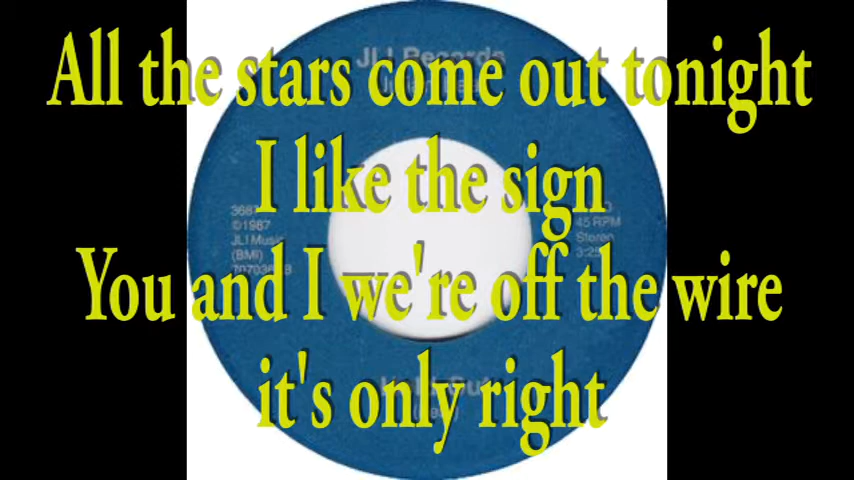 All the stars come out tonight
I like the sign
You and I we're off the wire
it's only right
JLI Records
3687
©1987
JLI Music
(BMI)
45 RPM
Stereo